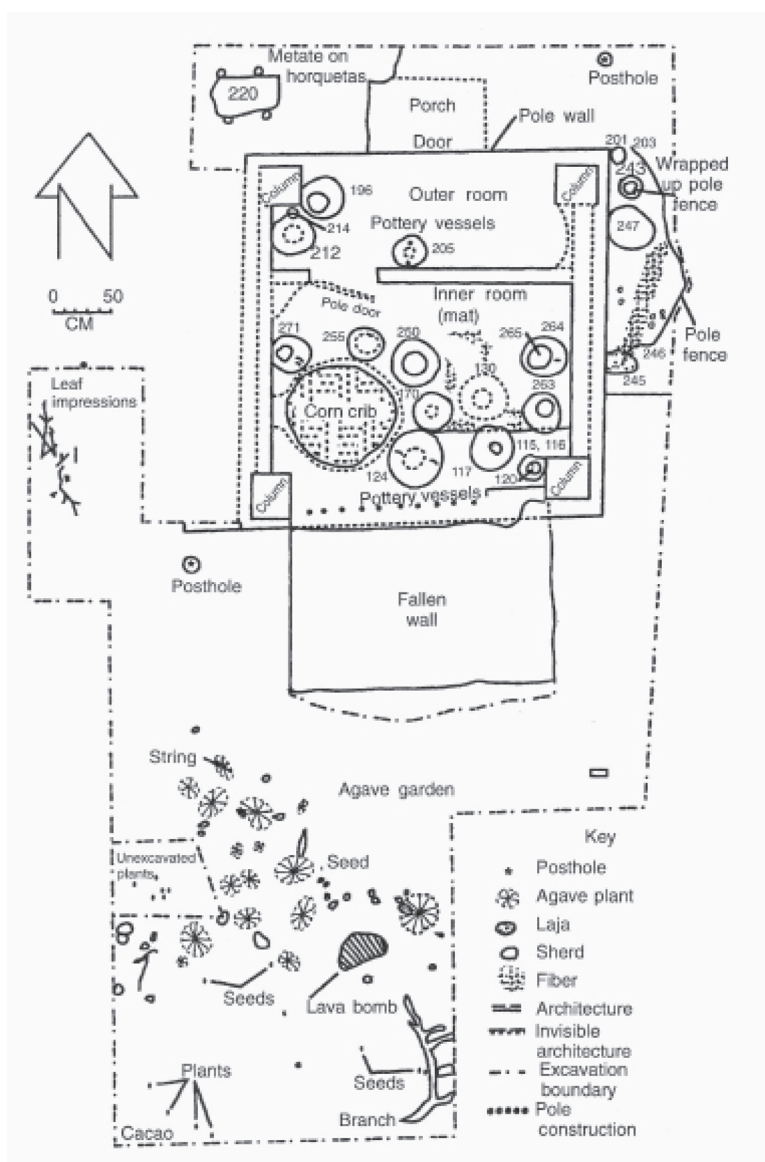 Metate on
horquetas
220
Posthole
Porch
Door
Pole wall
201 203
243
Wrapped
up pole
fence
Column
196
Outer room
Column
214
Pottery vessels
212
205
247
Inner room
(mat)
Pole door
0 50
CM
271
255
250
265
264
Pole
fence
246
245
Leaf
impressions
130
170
263
Corn crib
115, 116
124
117
120
Pottery vessels
Column
Column
Posthole
Fallen
wall
String
Agave garden
Key
Unexcavated
plants
Seed
Posthole
Agave plant
Laja
Sherd
Fiber
Architecture
Invisible
architecture
Excavation
boundary
Pole
construction
Seeds
Lava bomb
Plants
Seeds
Cacao
Branch